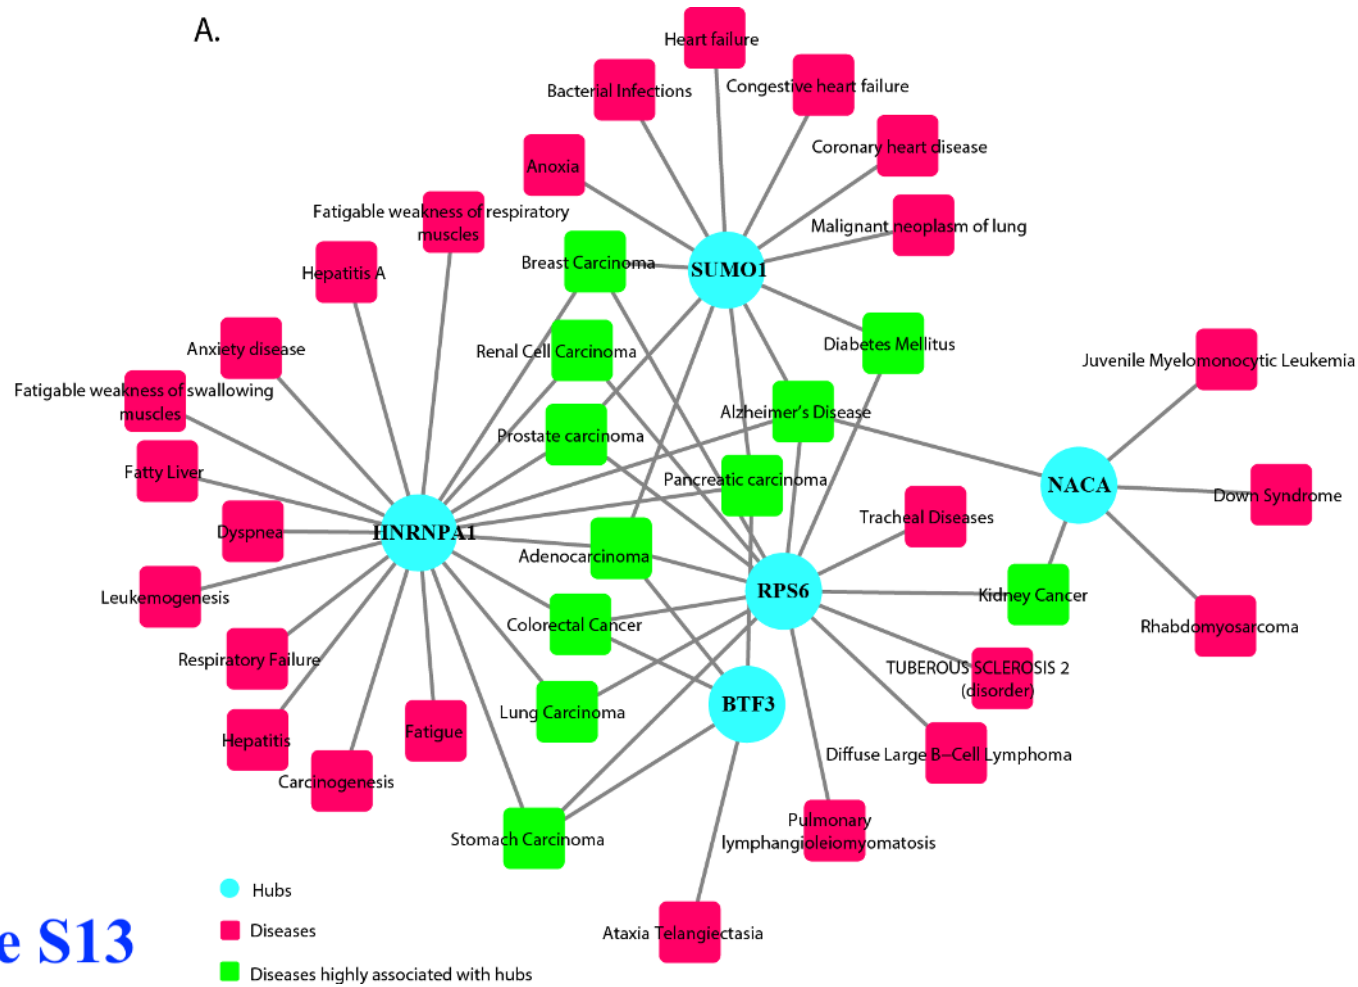 A.
Heart failure
Bacterial Infections
Congestive heart failure
Coronary heart disease
Anoxia
Fatigable weakness of respiratory
muscles
Malignant neoplasm of lung
Breast Carcinoma
SUMO1
Hepatitis A
Anxiety disease
Renal Cell Carcinoma
Diabetes Mellitus
Juvenile Myelomonocytic Leukemia
Fatigable weakness of swallowing
muscles
Alzheimer's Disease
Prostate carcinoma
Fatty Liver
Pancreatic carcinoma
NACA
Down Syndrome
Tracheal Diseases
Dyspnea
HNRNPA1
Adenocarcinoma
RPS6
Kidney Cancer
Leukemogenesis
Colorectal Cancer
Rhabdomyosarcoma
Respiratory Failure
TUBEROUS SCLEROSIS 2
(disorder)
BTF3
Lung Carcinoma
Fatigue
Hepatitis
Diffuse Large B–Cell Lymphoma
Carcinogenesis
Pulmonary
lymphangioleiomyomatosis
Stomach Carcinoma
Hubs
Diseases
Ataxia Telangiectasia
Diseases highly associated with hubs
e S13